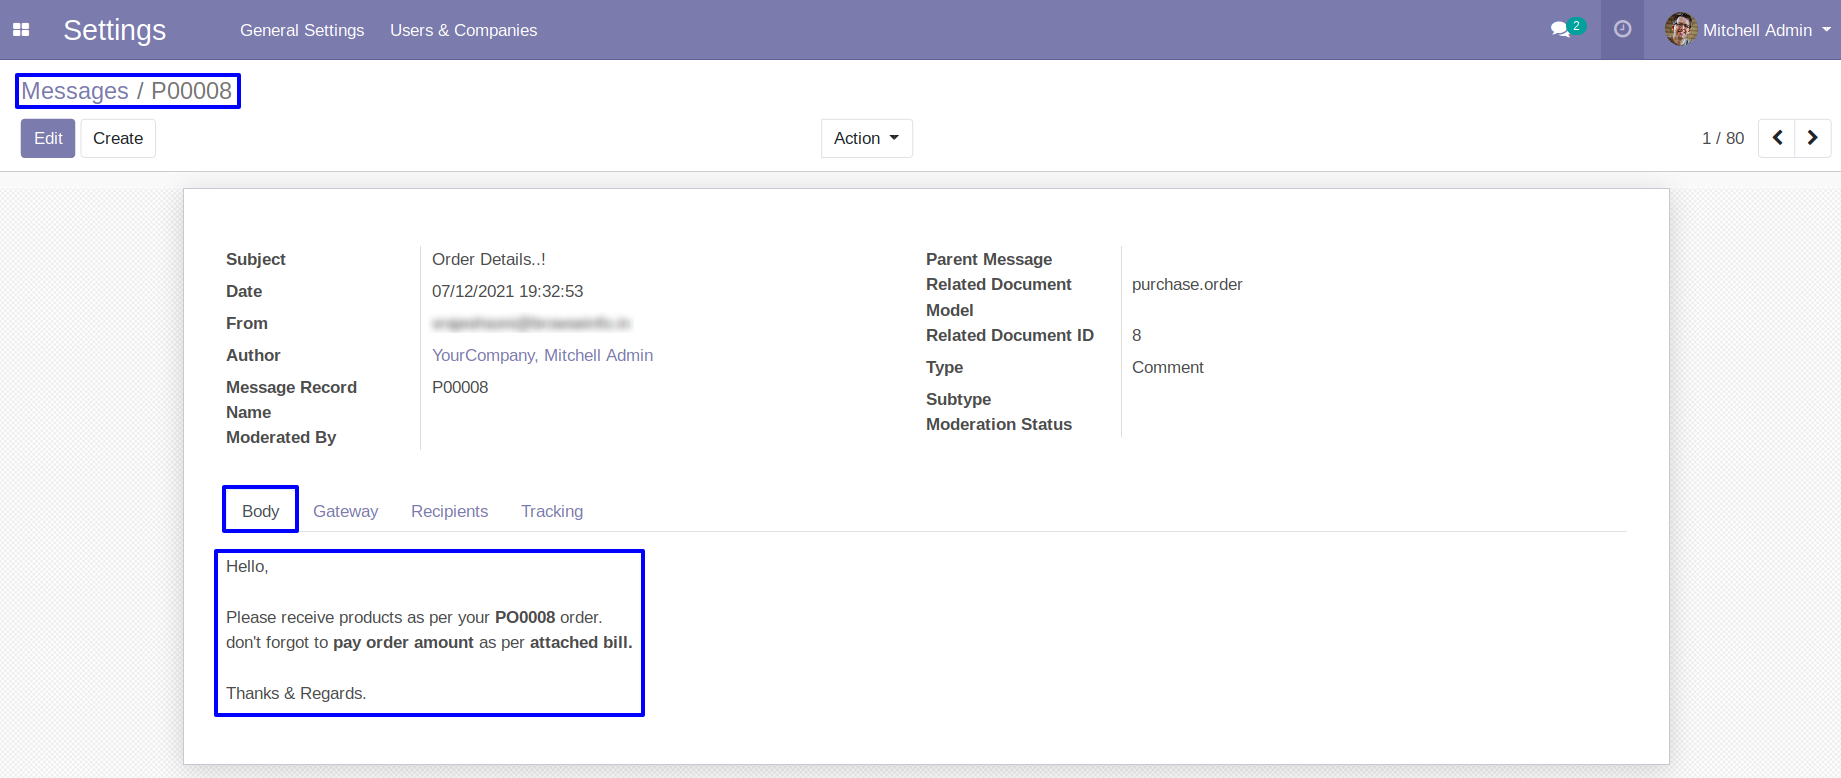 Settings General Settings Users & Companies 2 Mitchell Admin
Messages / P00008
Edit Create Action 1 / 80
Subject Order Details..!
Date 07/12/2021 19:32:53
From
Author YourCompany, Mitchell Admin
Message Record Name P00008
Moderated By
Parent Message
Related Document Model purchase.order
Related Document ID 8
Type Comment
Subtype
Moderation Status
Body Gateway Recipients Tracking
Hello,
Please receive products as per your PO0008 order.
don't forgot to pay order amount as per attached bill.
Thanks & Regards.